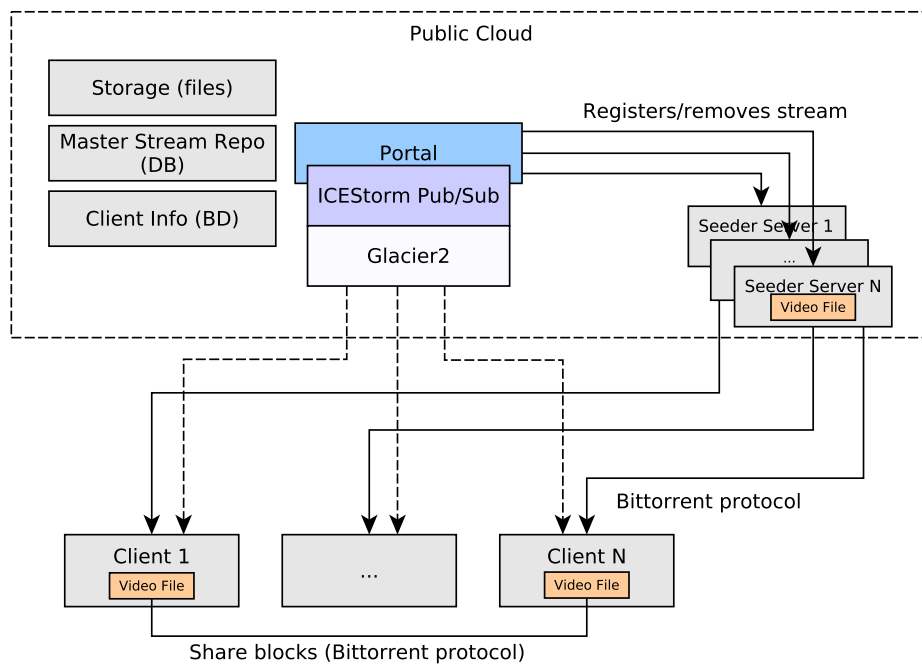 Public Cloud
Storage (files)
Master Stream Repo
(DB)
Client Info (BD)
Registers/removes stream
Portal
ICEStorm Pub/Sub
Glacier2
Seeder Server 1
...
Seeder Server N
Video File
Bittorrent protocol
Client 1
Video File
...
Client N
Video File
Share blocks (Bittorrent protocol)